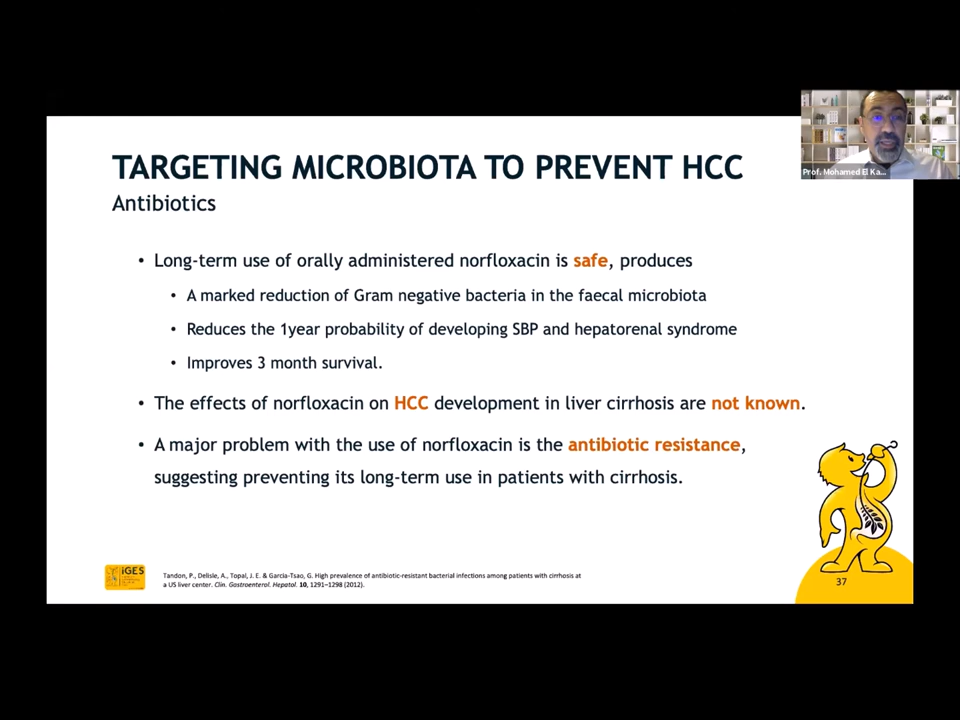 TARGETING MICROBIOTA TO PREVENT HCC
Antibiotics
• Long-term use of orally administered norfloxacin is safe, produces
• A marked reduction of Gram negative bacteria in the faecal microbiota
• Reduces the 1year probability of developing SBP and hepatorenal syndrome
• Improves 3 month survival.
• The effects of norfloxacin on HCC development in liver cirrhosis are not known.
• A major problem with the use of norfloxacin is the antibiotic resistance,
suggesting preventing its long-term use in patients with cirrhosis.
Prof. Mohamed El Ka...
iGES
Tandon, P., Delisle, A., Topal, J. E. & Garcia-Tsao, G. High prevalence of antibiotic-resistant bacterial infections among patients with cirrhosis at
a US liver center. Clin. Gastroenterol. Hepatol. 10, 1291–1298 (2012).
37